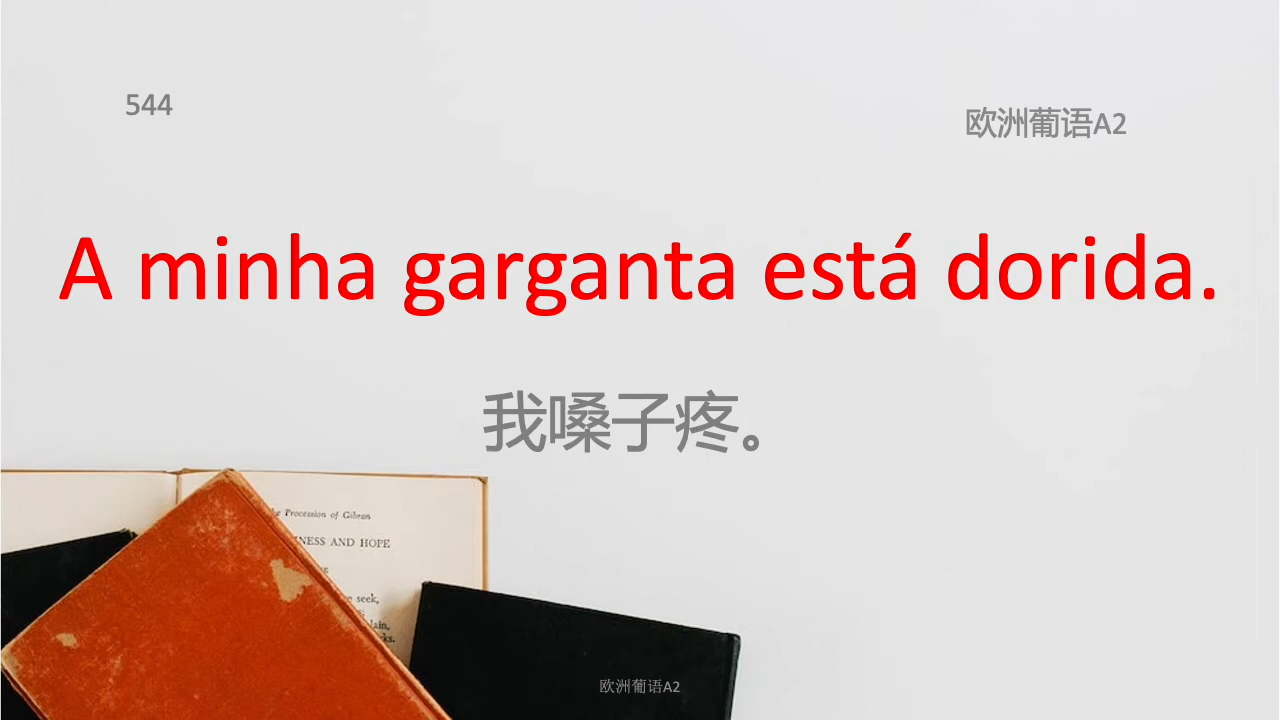 544
欧洲葡语A2
A minha garganta está dorida.
我嗓子疼。
Procession of Gibran
NESS AND HOPE
seek,
欧洲葡语A2